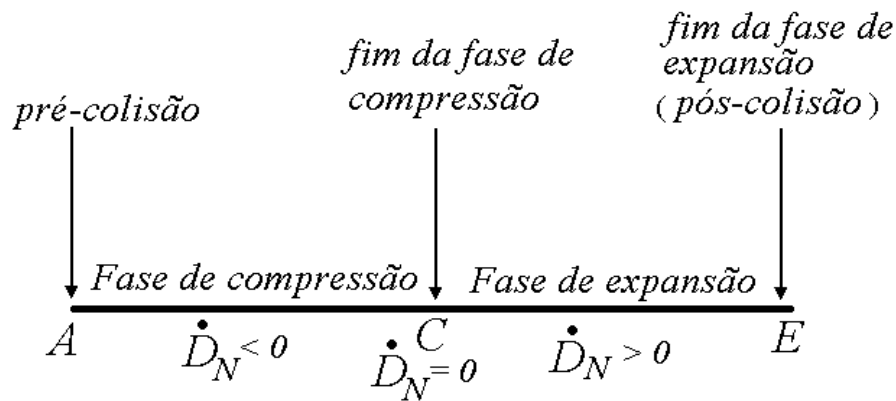 pré-colisão
fim da fase de
compressão
fim da fase de
expansão
( pós-colisão )
Fase de compressão
Fase de expansão
A
C
E
Ḋ_N < 0
Ḋ_N = 0
Ḋ_N > 0